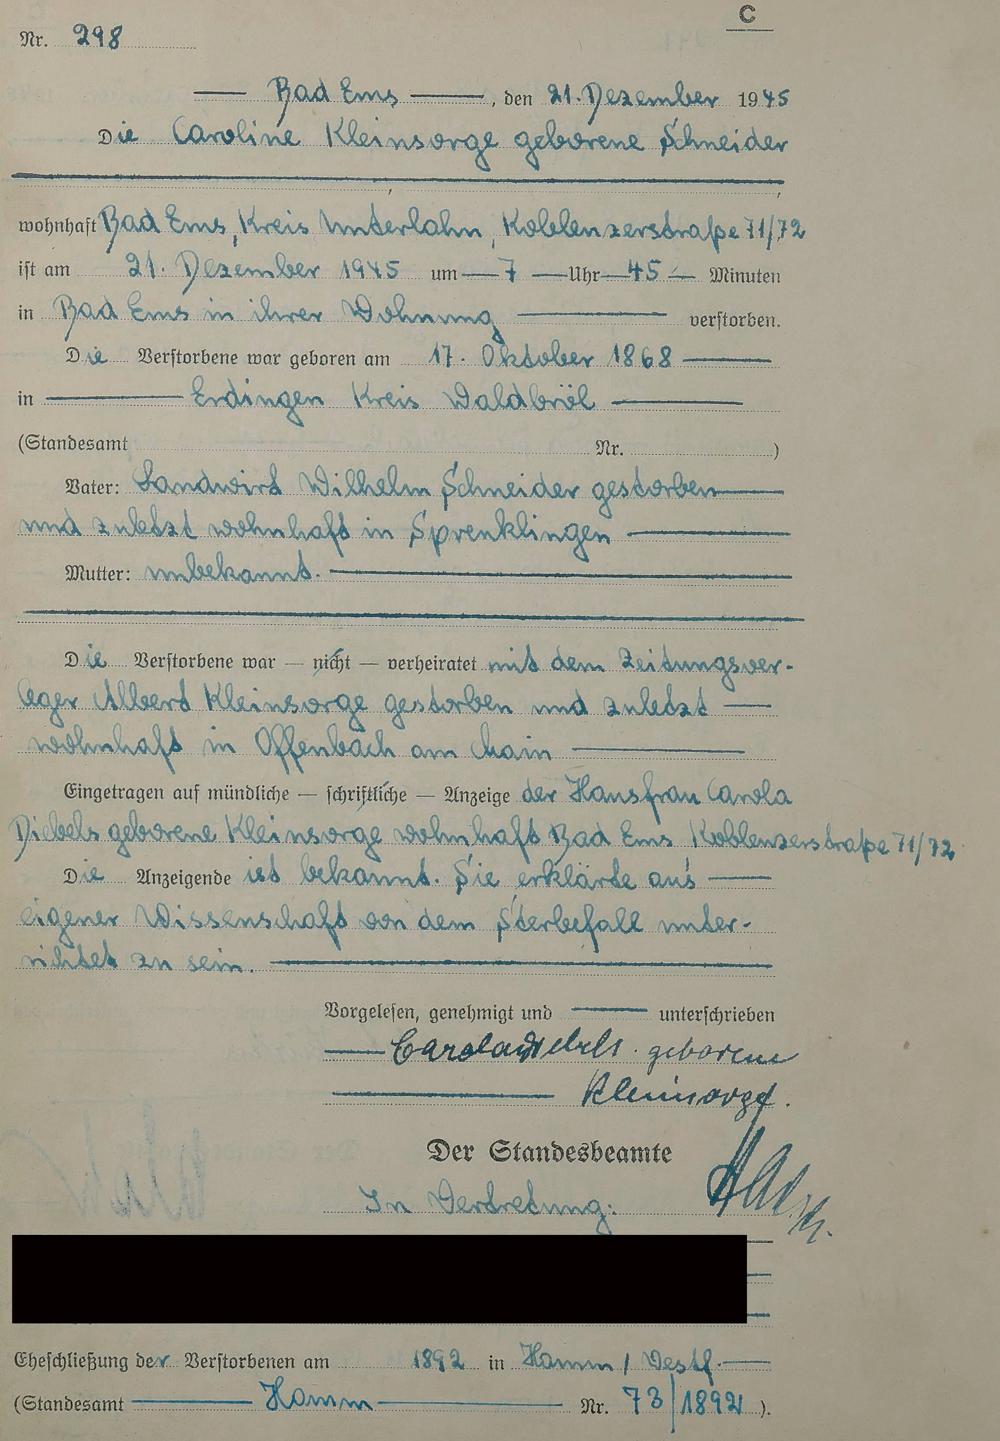 C
Nr. 298
Bad Ems, den 21. Dezember 1945
Die Caroline Kleinsorge geborene Schneider
wohnhaft Bad Ems, Kreis Unterlahn, Koblenzerstraße 71/72
ist am 21. Dezember 1945 um 7 Uhr 45 Minuten
in Bad Ems in ihrer Wohnung verstorben.
Die Verstorbene war geboren am 17. Oktober 1868
in Erdingen Kreis Waldbröl
(Standesamt Nr. )
Vater: Landwirt Wilhelm Schneider gestorben
und zuletzt wohnhaft in Sprenklingen
Mutter: unbekannt.
Die Verstorbene war — nicht — verheiratet mit dem Zeitungsver-
leger Albert Kleinsorge gestorben und zuletzt
wohnhaft in Offenbach am Main
Eingetragen auf mündliche — schriftliche — Anzeige der Hausfrau Carola
Diebels geborene Kleinsorge wohnhaft Bad Ems Koblenzerstraße 71/72
Die Anzeigende ist bekannt. Sie erklärte aus
eigener Wissenschaft von dem Sterbefall unter-
richtet zu sein.
Vorgelesen, genehmigt und unterschrieben
Carola Diebels geborene
Kleinsorge.
Der Standesbeamte
In Vertretung:
Eheschließung der Verstorbenen am 1892 in Hamm / Westf.
(Standesamt Hamm Nr. 73/1892 ).